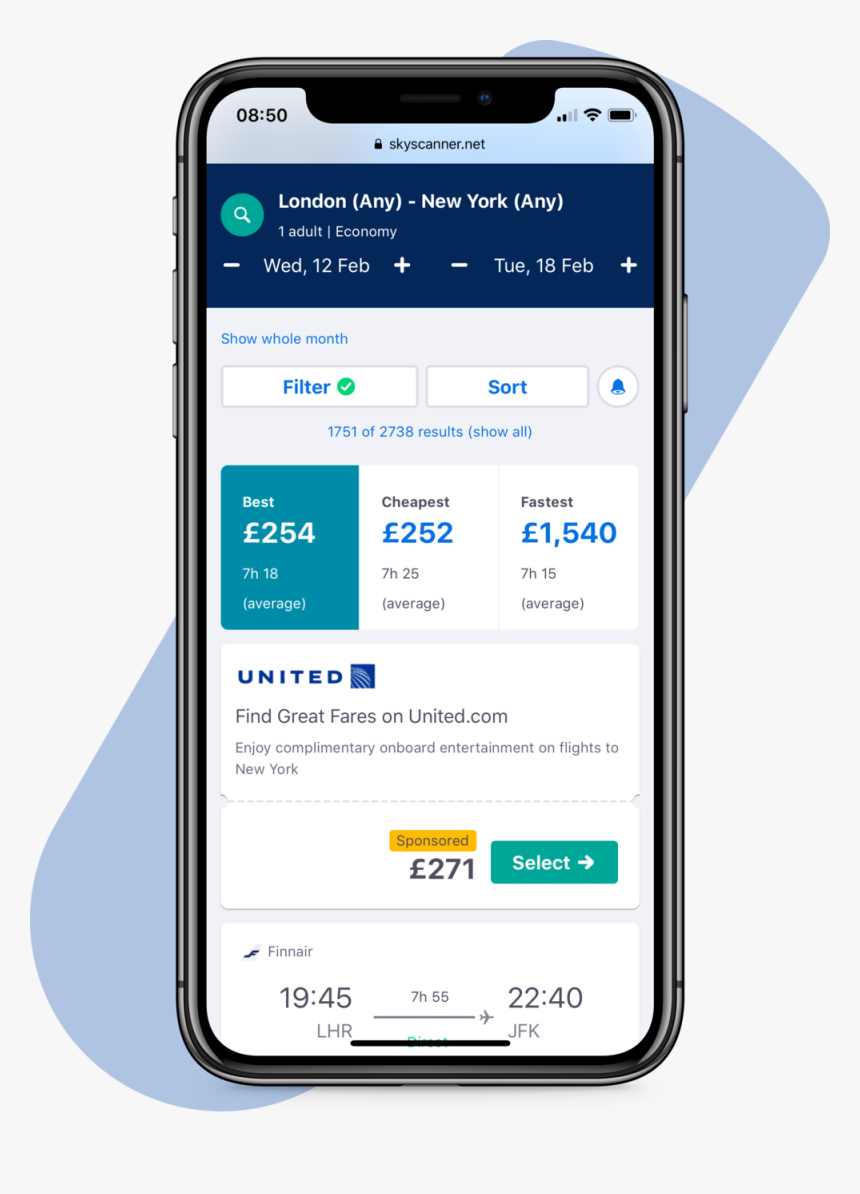 08:50
skyscanner.net
London (Any) - New York (Any)
1 adult | Economy
− Wed, 12 Feb + − Tue, 18 Feb +
Show whole month
Filter Sort
1751 of 2738 results (show all)
Best Cheapest Fastest
£254 £252 £1,540
7h 18 7h 25 7h 15
(average) (average) (average)
UNITED
Find Great Fares on United.com
Enjoy complimentary onboard entertainment on flights to
New York
Sponsored
£271 Select →
Finnair
19:45 7h 55 22:40
LHR JFK
Direct